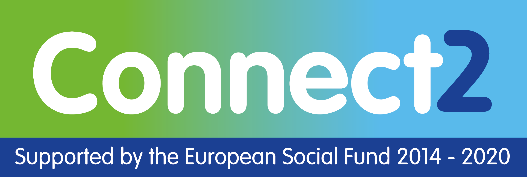 Connect2
Supported by the European Social Fund 2014 - 2020